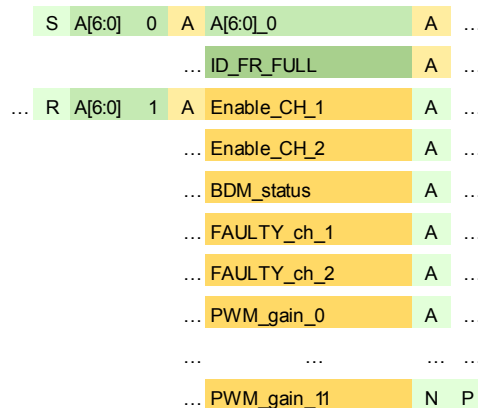 S A[6:0] 0 A A[6:0]_0 A …
… ID_FR_FULL A …
… R A[6:0] 1 A Enable_CH_1 A …
… Enable_CH_2 A …
… BDM_status A …
… FAULTY_ch_1 A …
… FAULTY_ch_2 A …
… PWM_gain_0 A …
… … … …
… PWM_gain_11 N P